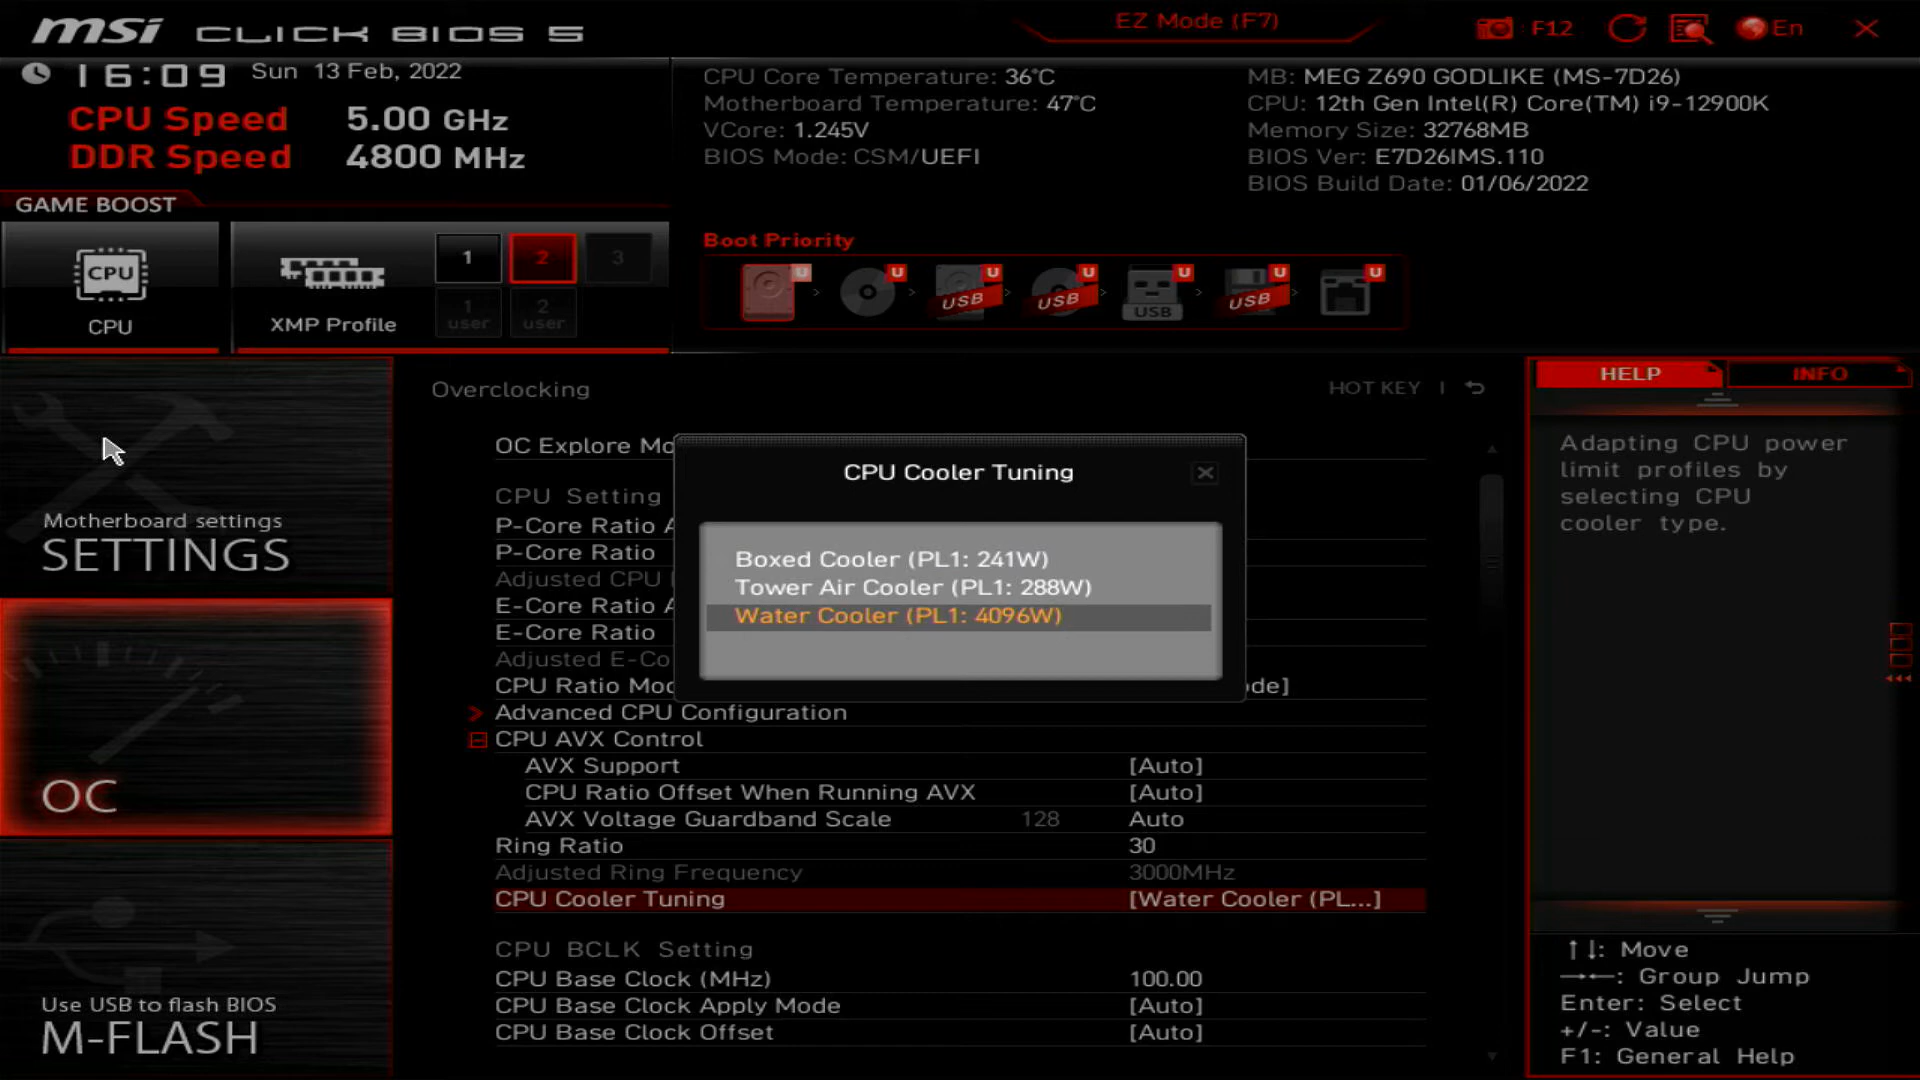 msi CLICK BIOS 5
EZ Mode (F7)
: F12
En
16:09 Sun 13 Feb, 2022
CPU Speed 5.00 GHz
DDR Speed 4800 MHz
CPU Core Temperature: 36°C
Motherboard Temperature: 47°C
VCore: 1.245V
BIOS Mode: CSM/UEFI
MB: MEG Z690 GODLIKE (MS-7D26)
CPU: 12th Gen Intel(R) Core(TM) i9-12900K
Memory Size: 32768MB
BIOS Ver: E7D26IMS.110
BIOS Build Date: 01/06/2022
GAME BOOST
CPU
CPU
XMP Profile
1 2 3
1 user 2 user
Boot Priority
U U U U U U U
USB USB USB USB
Motherboard settings
SETTINGS
OC
Use USB to flash BIOS
M-FLASH
Overclocking
HOT KEY |
OC Explore Mo
CPU Setting
P-Core Ratio A
P-Core Ratio
Adjusted CPU
E-Core Ratio A
E-Core Ratio
Adjusted E-Co
CPU Ratio Mod de]
Advanced CPU Configuration
CPU AVX Control
AVX Support [Auto]
CPU Ratio Offset When Running AVX [Auto]
AVX Voltage Guardband Scale 128 Auto
Ring Ratio 30
Adjusted Ring Frequency 3000MHz
CPU Cooler Tuning [Water Cooler (PL...]
CPU BCLK Setting
CPU Base Clock (MHz) 100.00
CPU Base Clock Apply Mode [Auto]
CPU Base Clock Offset [Auto]
CPU Cooler Tuning
Boxed Cooler (PL1: 241W)
Tower Air Cooler (PL1: 288W)
Water Cooler (PL1: 4096W)
HELP INFO
Adapting CPU power
limit profiles by
selecting CPU
cooler type.
↑↓: Move
→←: Group Jump
Enter: Select
+/-: Value
F1: General Help